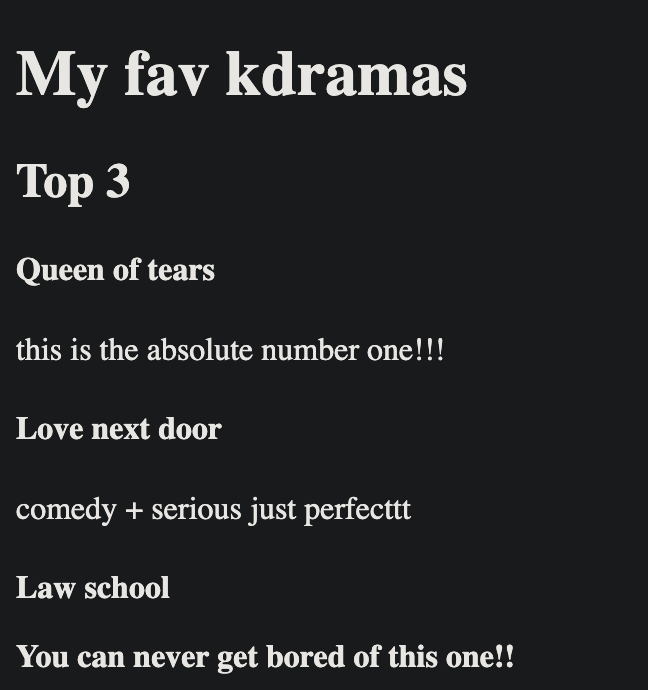 My fav kdramas
Top 3
Queen of tears
this is the absolute number one!!!
Love next door
comedy + serious just perfecttt
Law school
You can never get bored of this one!!